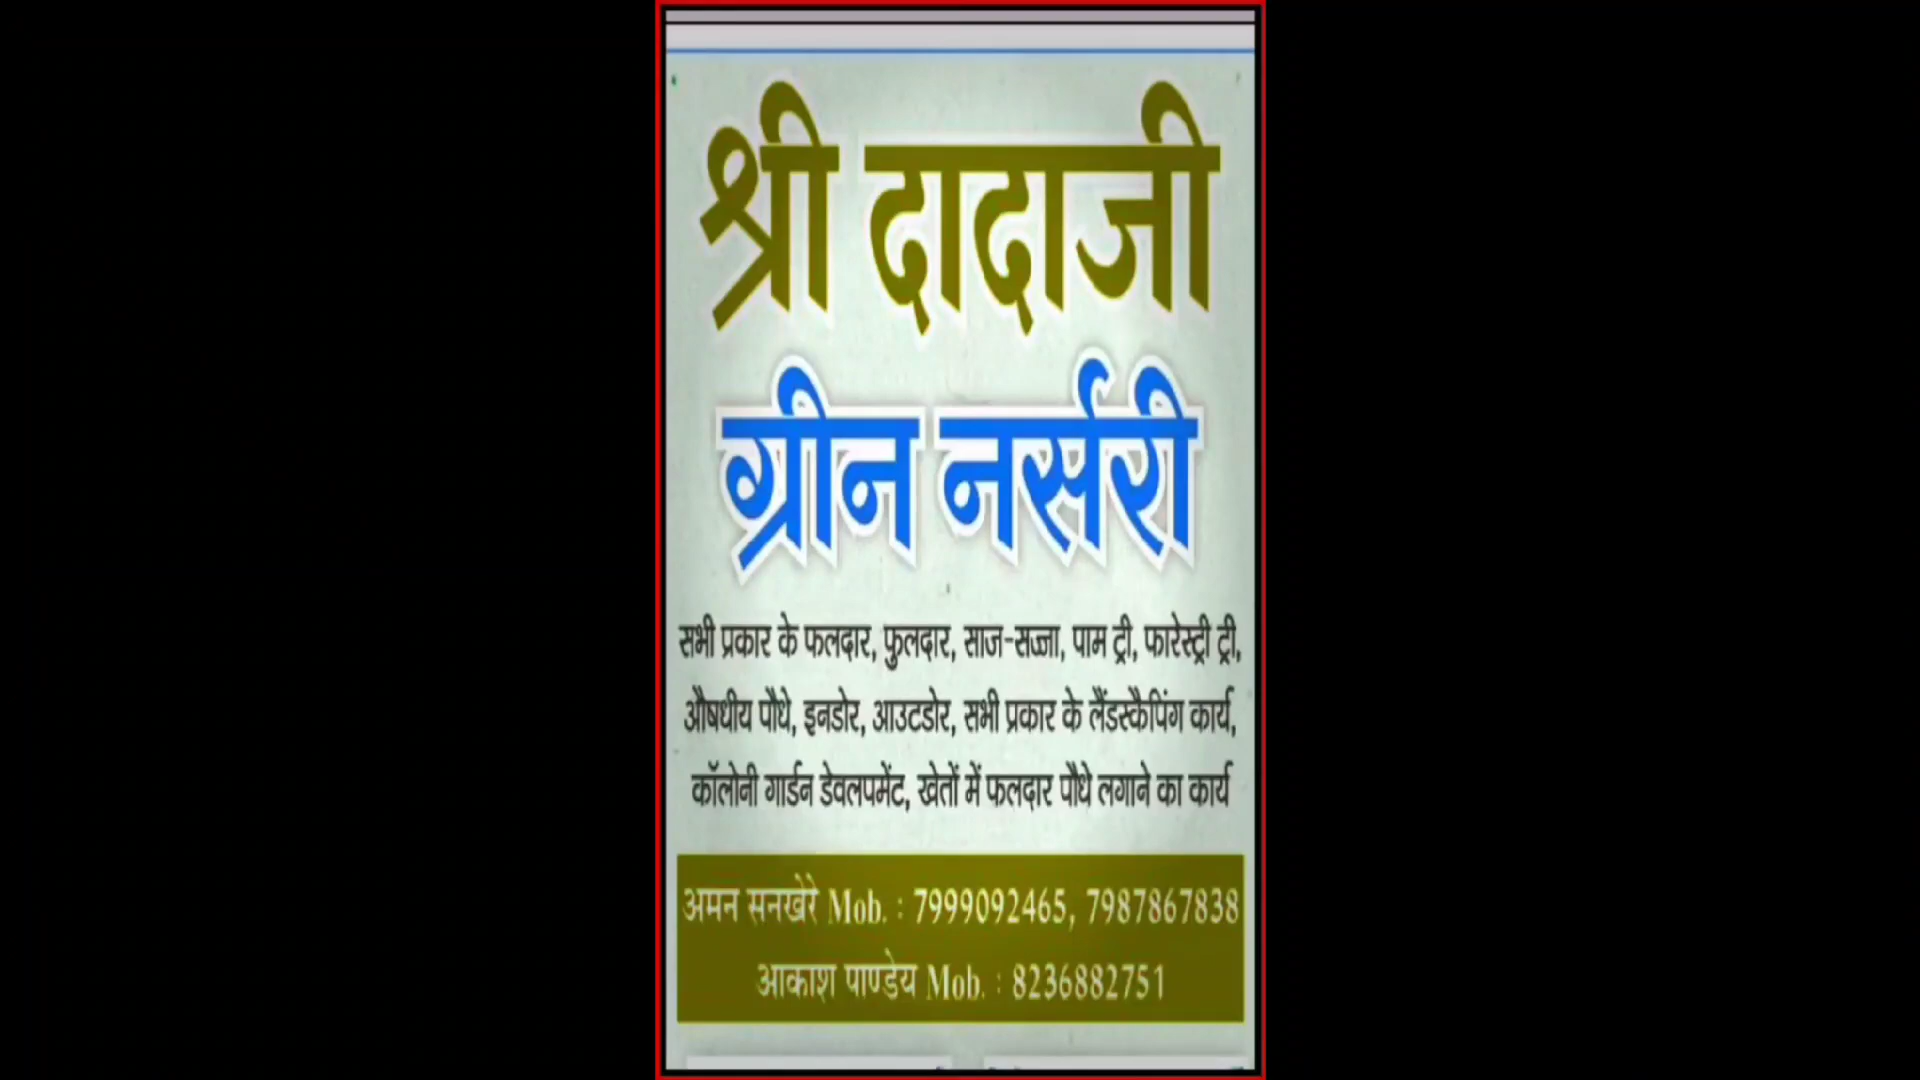 श्री दादाजी
ग्रीन नर्सरी
सभी प्रकार के फलदार, फुलदार, साज-सज्जा, पाम ट्री, फारेस्ट्री ट्री,
औषधीय पौधे, इनडोर, आउटडोर, सभी प्रकार के लैंडस्कैपिंग कार्य,
कॉलोनी गार्डन डेवलपमेंट, खेतों में फलदार पौधे लगाने का कार्य
अमन सनखेरे Mob. : 7999092465, 7987867838
आकाश पाण्डेय Mob. : 8236882751